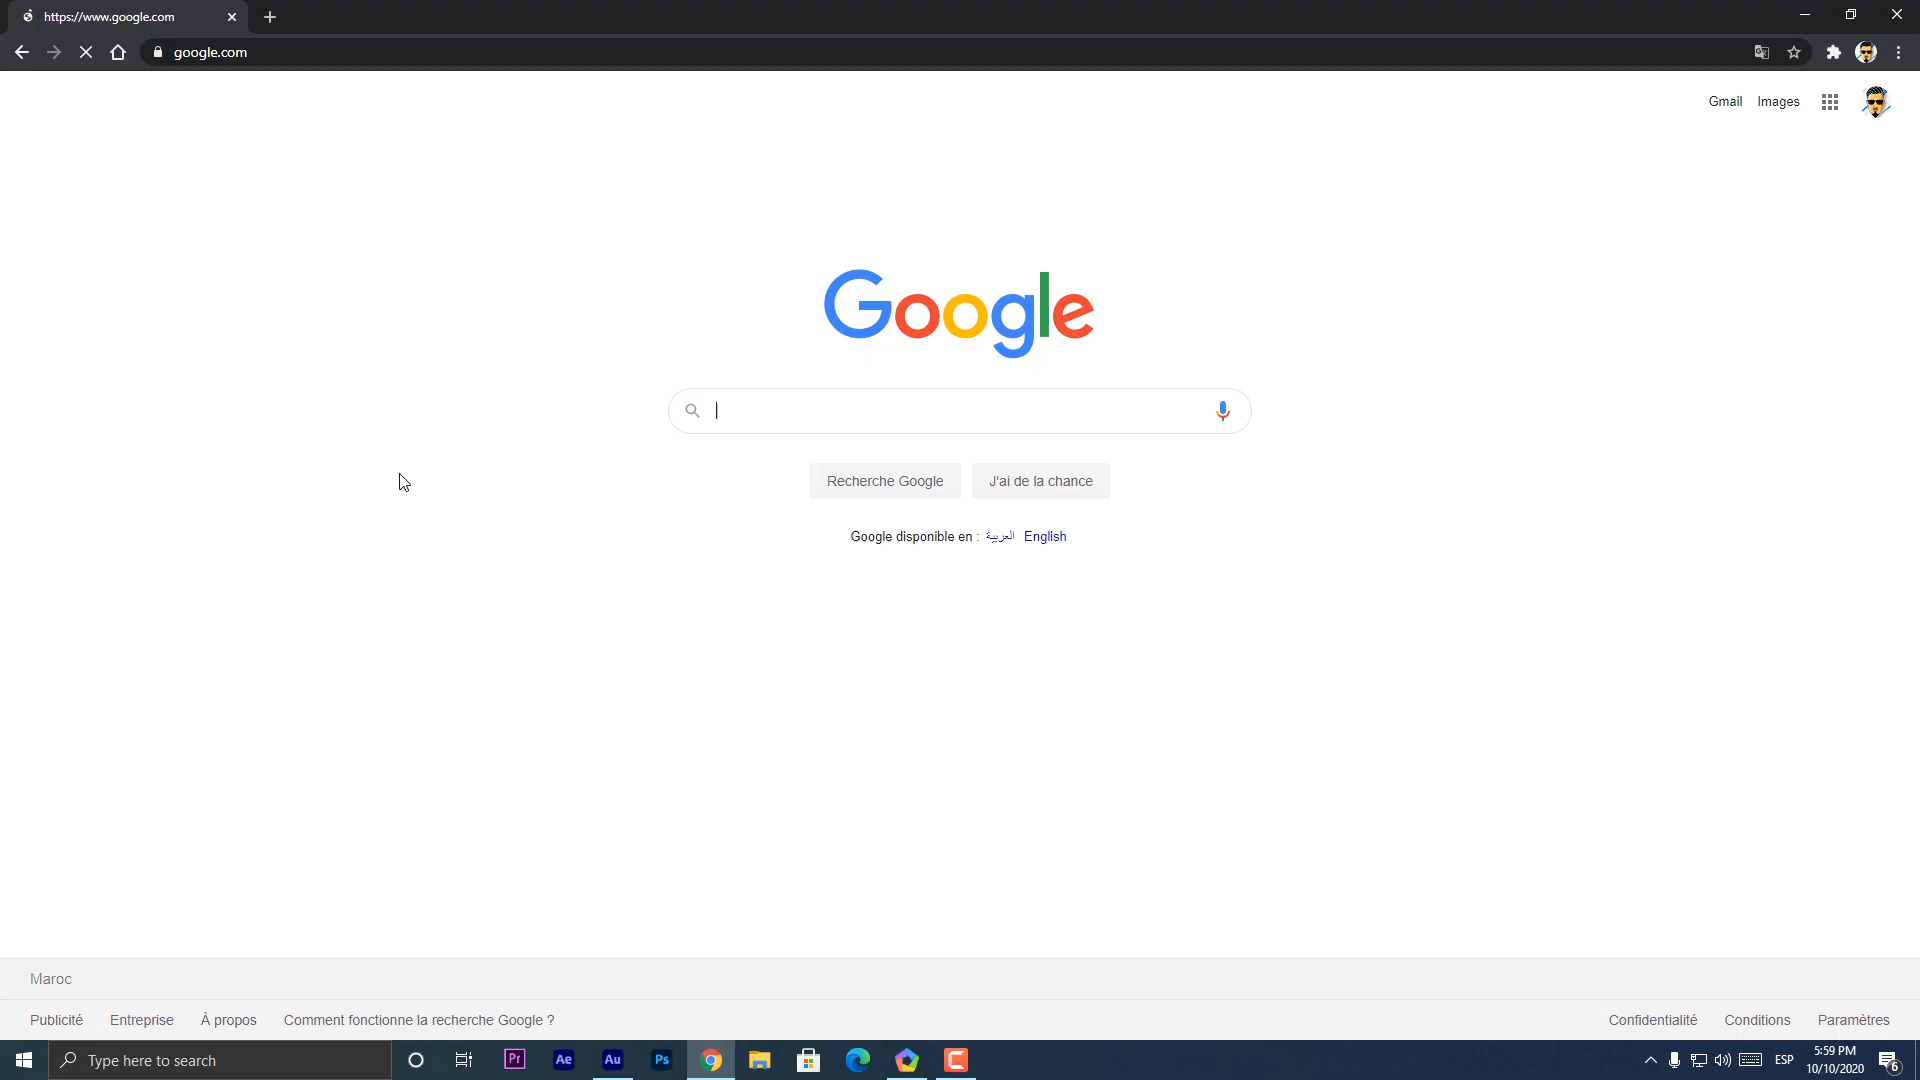 https://www.google.com
google.com
Gmail Images
Google
Recherche Google J'ai de la chance
Google disponible en : العربية English
Maroc
Publicité Entreprise À propos Comment fonctionne la recherche Google ? Confidentialité Conditions Paramètres
Type here to search Pr Ae Au Ps ESP 5:59 PM
10/10/2020 6